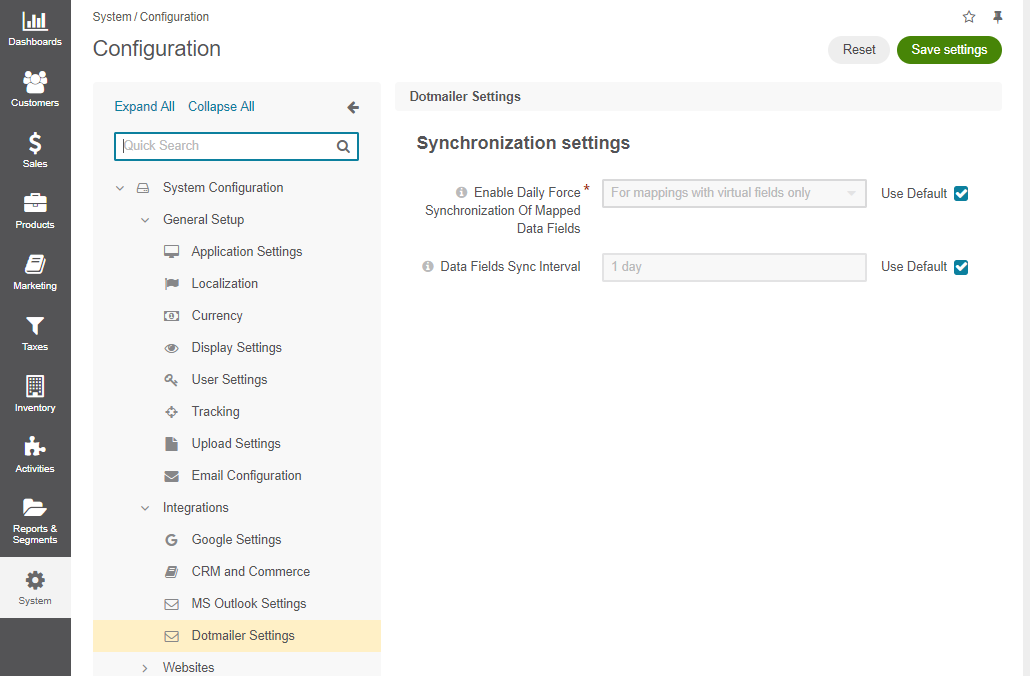 Dashboards
Customers
Sales
Products
Marketing
Taxes
Inventory
Activities
Reports &
Segments
System
System / Configuration
Configuration
Reset
Save settings
Expand All
Collapse All
Quick Search
System Configuration
General Setup
Application Settings
Localization
Currency
Display Settings
User Settings
Tracking
Upload Settings
Email Configuration
Integrations
Google Settings
CRM and Commerce
MS Outlook Settings
Dotmailer Settings
Websites
Dotmailer Settings
Synchronization settings
Enable Daily Force *
Synchronization Of Mapped
Data Fields
For mappings with virtual fields only
Use Default
Data Fields Sync Interval
1 day
Use Default